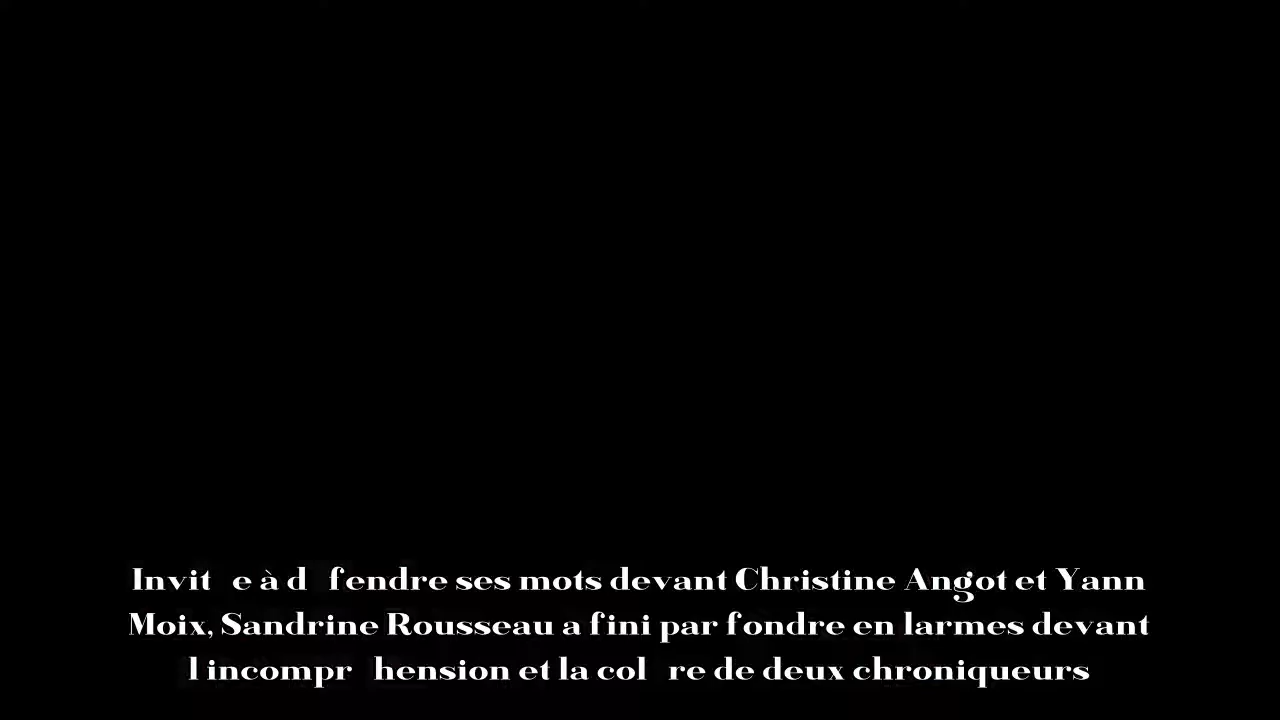 Invit e à d fendre ses mots devant Christine Angot et Yann
Moix, Sandrine Rousseau a fini par fondre en larmes devant
l incompr hension et la col re de deux chroniqueurs